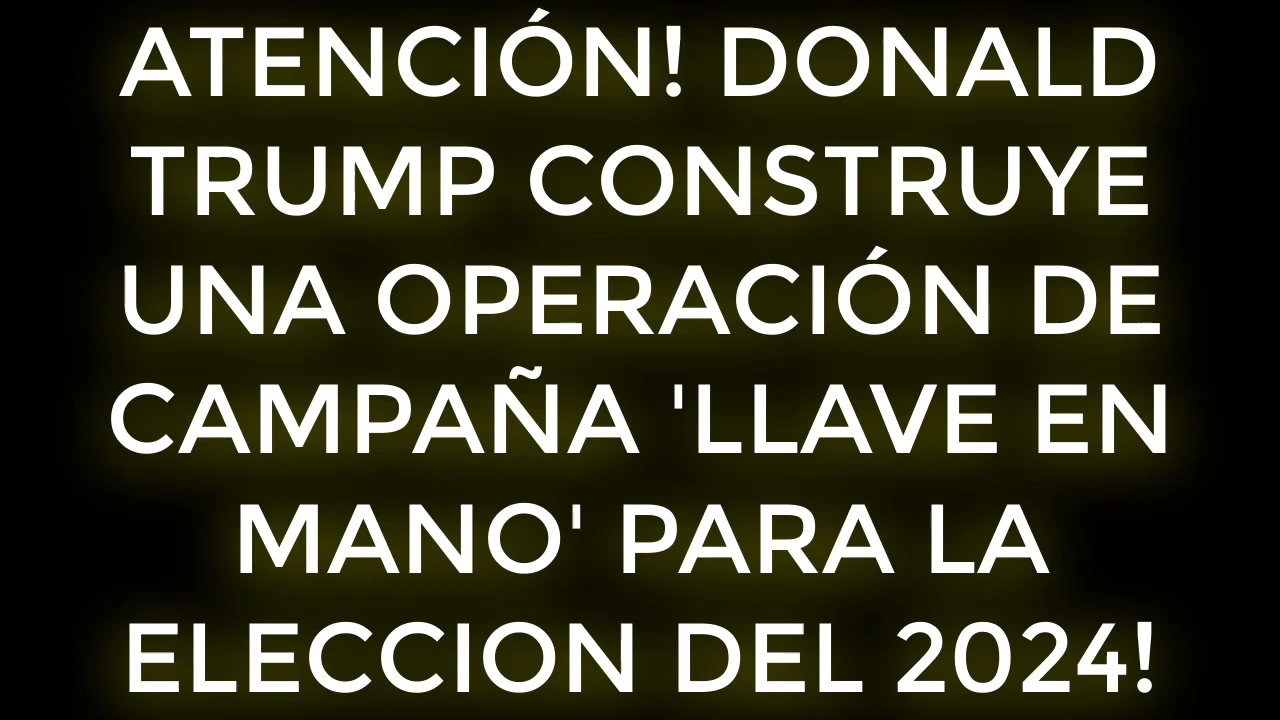 ATENCIÓN! DONALD
TRUMP CONSTRUYE
UNA OPERACIÓN DE
CAMPAÑA 'LLAVE EN
MANO' PARA LA
ELECCION DEL 2024!